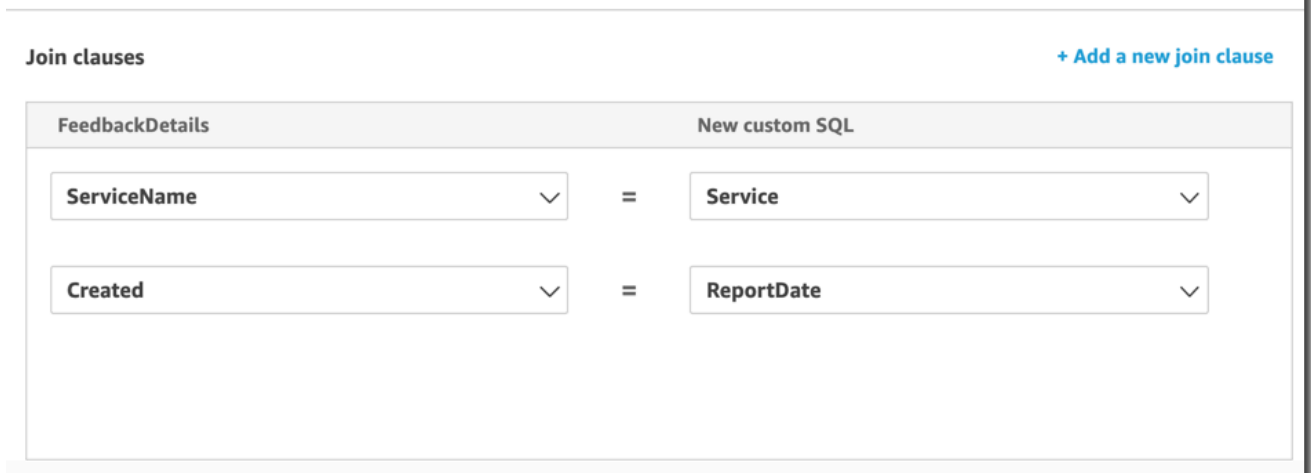 Join clauses + Add a new join clause
FeedbackDetails New custom SQL
ServiceName = Service
Created = ReportDate